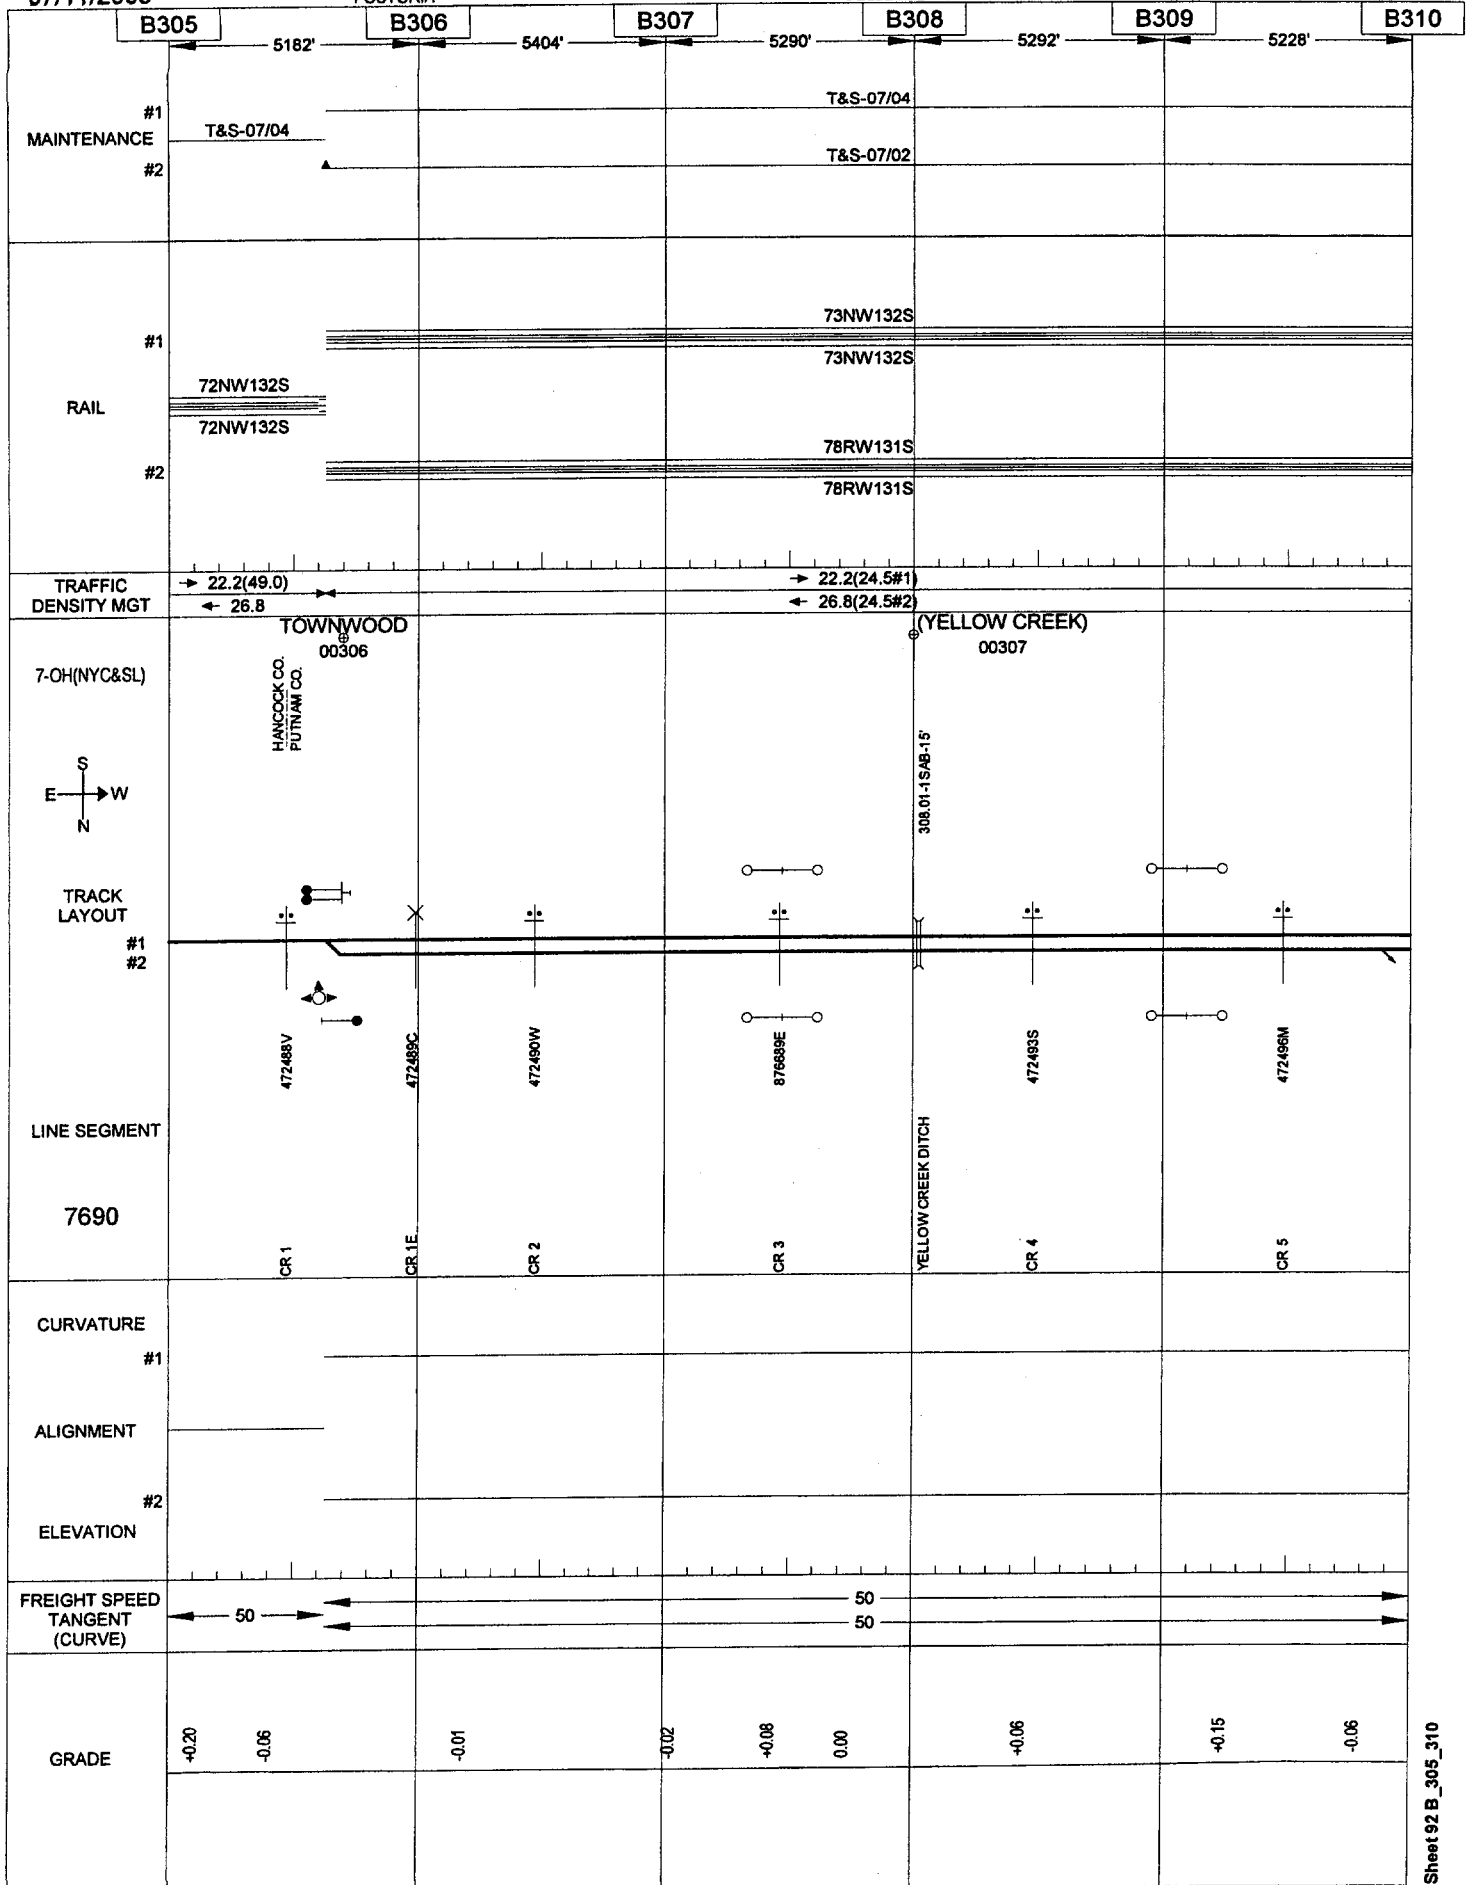 B305 B306 B307 B308 B309 B310
5182' 5404' 5290' 5292' 5228'
#1 T&S-07/04
MAINTENANCE T&S-07/04
#2 T&S-07/02
73NW132S
#1
73NW132S
72NW132S
RAIL
72NW132S
78RW131S
#2
78RW131S
TRAFFIC DENSITY MGT
22.2(49.0) 22.2(24.5#1)
26.8 26.8(24.5#2)
TOWNWOOD (YELLOW CREEK)
00306 00307
7-OH(NYC&SL)
HANCOCK CO.
PUTNAM CO.
S
E W
N
308.01-1SAB-15'
TRACK
LAYOUT
#1
#2
472488V 472489C 472490W 876689E 472493S 472496M
LINE SEGMENT
7690
CR 1 CR 1E CR 2 CR 3 YELLOW CREEK DITCH CR 4 CR 5
CURVATURE
#1
ALIGNMENT
#2
ELEVATION
FREIGHT SPEED
TANGENT
(CURVE)
50 50
50
GRADE
+0.20 -0.06 -0.01 -0.02 +0.08 0.00 +0.06 +0.15 -0.06
Sheet 92 B_305_310